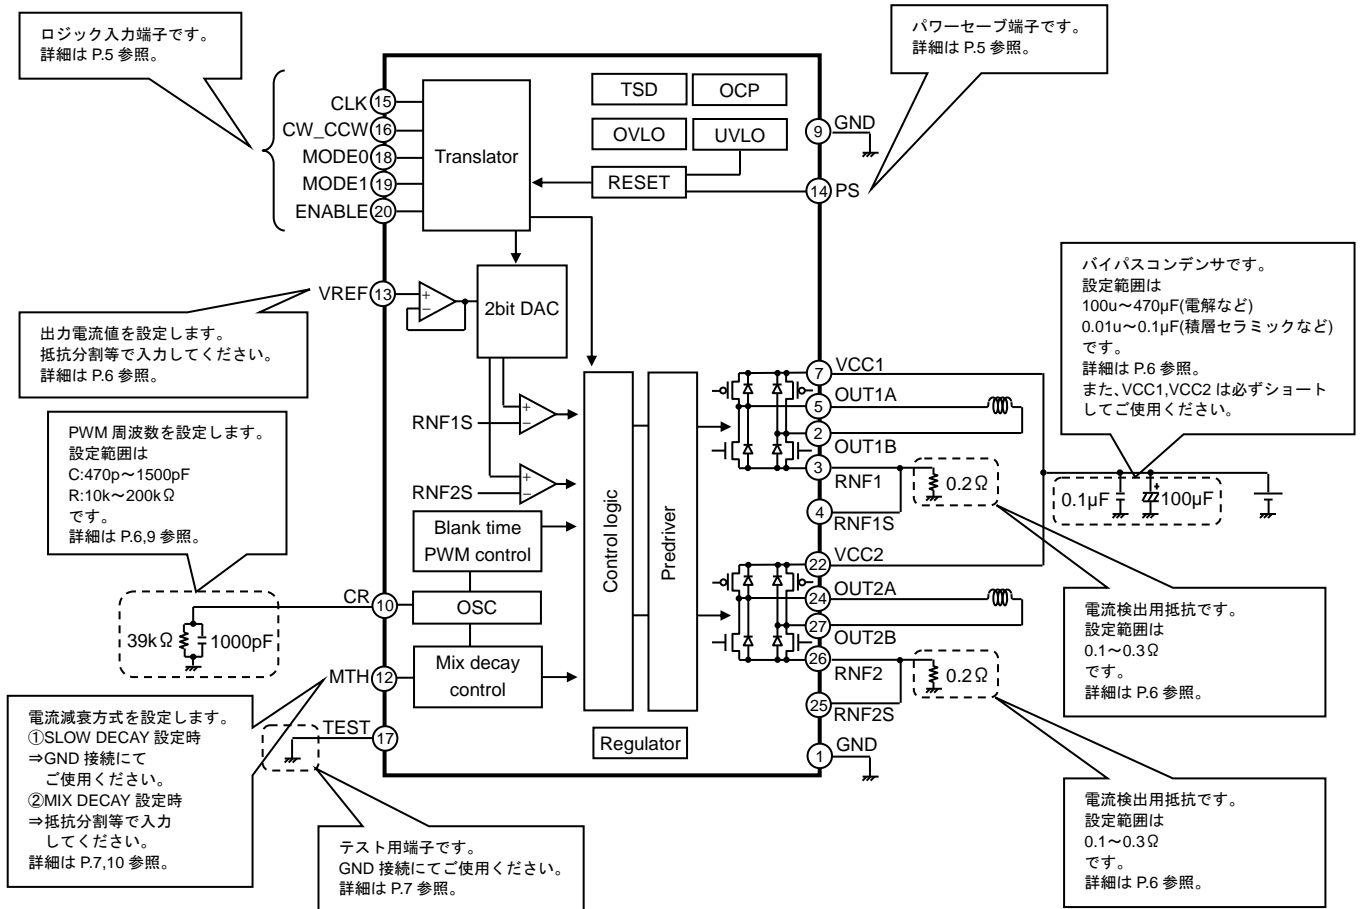 ロジック入力端子です。
詳細は P.5 参照。
パワーセーブ端子です。
詳細は P.5 参照。
CLK 15
CW_CCW 16
MODE0 18
MODE1 19
ENABLE 20
Translator
TSD
OCP
OVLO
UVLO
RESET
9 GND
14 PS
VREF 13
2bit DAC
出力電流値を設定します。
抵抗分割等で入力してください。
詳細は P.6 参照。
バイパスコンデンサです。
設定範囲は
100u～470μF(電解など)
0.01u～0.1μF(積層セラミックなど)
です。
詳細は P.6 参照。
また、VCC1,VCC2 は必ずショート
してご使用ください。
RNF1S
RNF2S
+
−
+
−
+
−
PWM 周波数を設定します。
設定範囲は
C:470p～1500pF
R:10k～200kΩ
です。
詳細は P.6,9 参照。
Blank time
PWM control
OSC
Mix decay
control
Control logic
Predriver
Regulator
7 VCC1
5 OUT1A
2 OUT1B
3 RNF1
4 RNF1S
0.2Ω
0.1μF
+
100μF
22 VCC2
24 OUT2A
27 OUT2B
26 RNF2
25 RNF2S
0.2Ω
1 GND
CR 10
39kΩ
1000pF
MTH 12
TEST 17
電流検出用抵抗です。
設定範囲は
0.1～0.3Ω
です。
詳細は P.6 参照。
電流減衰方式を設定します。
①SLOW DECAY 設定時
⇒GND 接続にて
ご使用ください。
②MIX DECAY 設定時
⇒抵抗分割等で入力
してください。
詳細は P.7,10 参照。
テスト用端子です。
GND 接続にてご使用ください。
詳細は P.7 参照。
電流検出用抵抗です。
設定範囲は
0.1～0.3Ω
です。
詳細は P.6 参照。